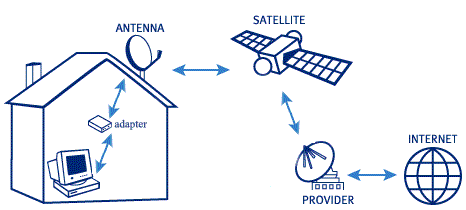 ANTENNA
SATELLITE
adapter
INTERNET
PROVIDER